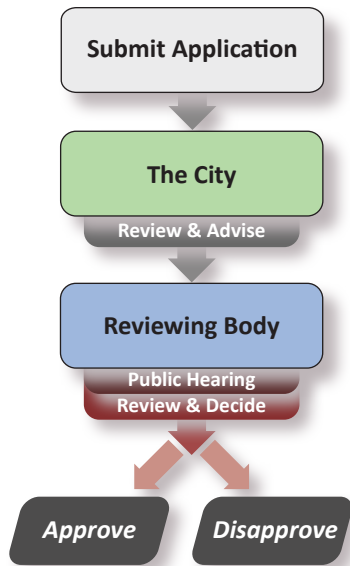 Submit Application
The City
Review & Advise
Reviewing Body
Public Hearing
Review & Decide
Approve
Disapprove